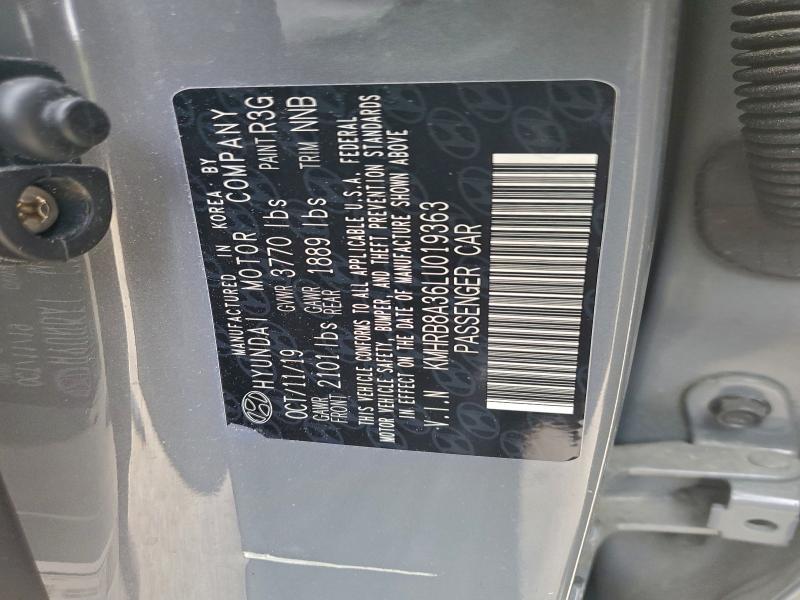 MANUFACTURED IN KOREA BY
HYUNDAI MOTOR COMPANY
OCT/11/19 GVWR 3770 lbs PAINT R3G
GAWR FRONT 2101 lbs GAWR REAR 1889 lbs TRIM NNB
THIS VEHICLE CONFORMS TO ALL APPLICABLE U.S.A. FEDERAL
MOTOR VEHICLE SAFETY, BUMPER, AND THEFT PREVENTION STANDARDS
IN EFFECT ON THE DATE OF MANUFACTURE SHOWN ABOVE
V.I.N KMHRB8A36LU019363
PASSENGER CAR